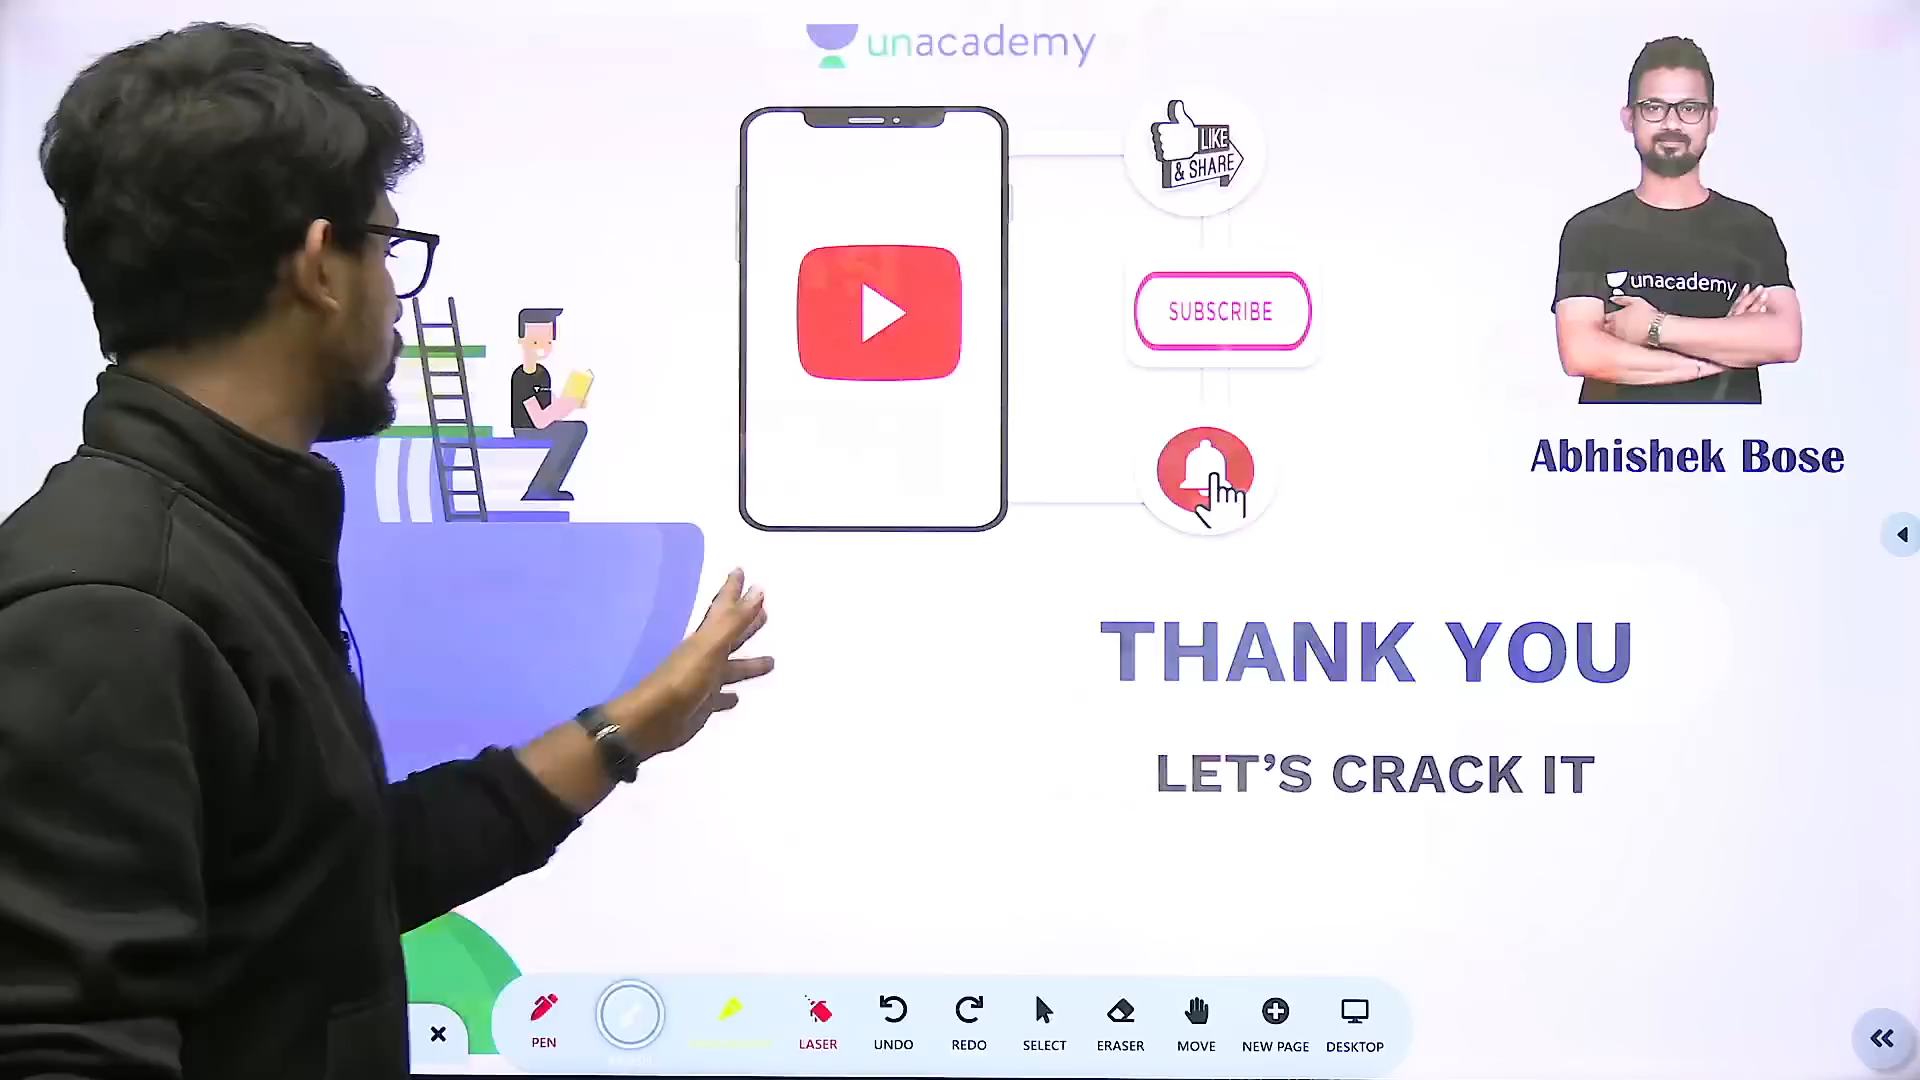 unacademy
LIKE
& SHARE
SUBSCRIBE
unacademy
Abhishek Bose
THANK YOU
LET'S CRACK IT
PEN
LASER
UNDO
REDO
SELECT
ERASER
MOVE
NEW PAGE
DESKTOP